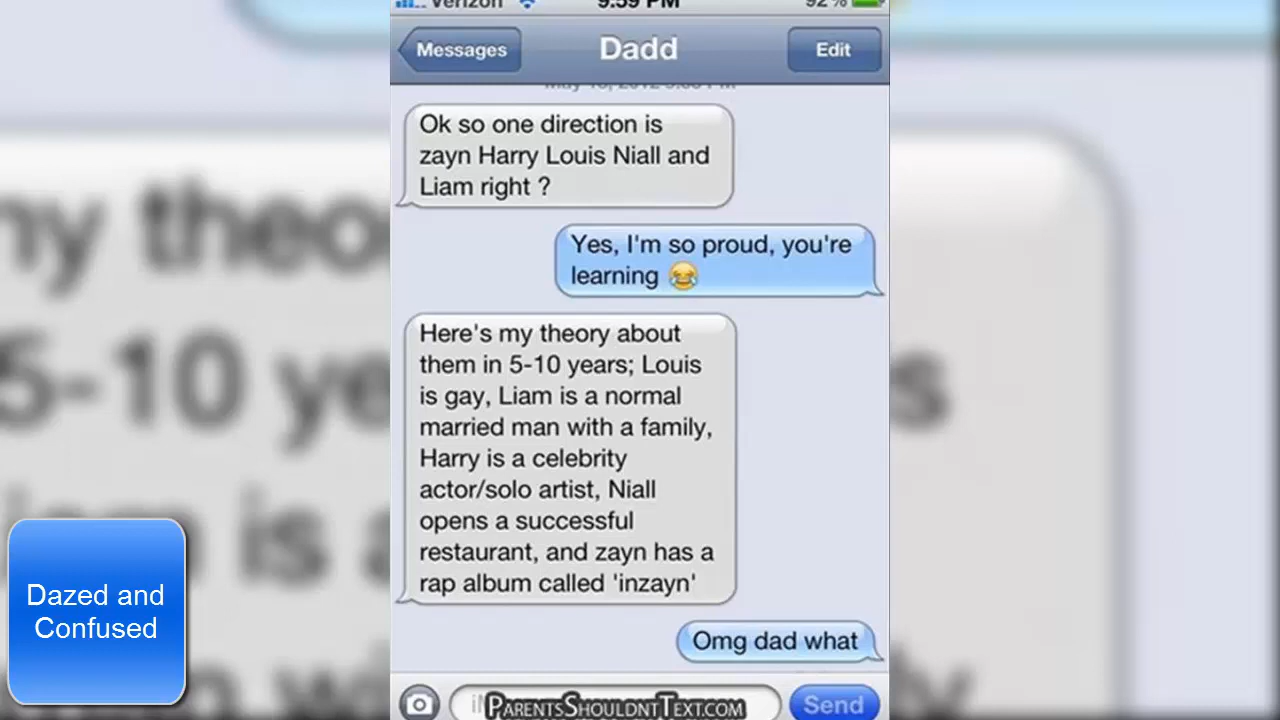 Verizon
9:59 PM
92%
Messages
Dadd
Edit
Ok so one direction is
zayn Harry Louis Niall and
Liam right ?
Yes, I'm so proud, you're
learning 😂
Here's my theory about
them in 5-10 years; Louis
is gay, Liam is a normal
married man with a family,
Harry is a celebrity
actor/solo artist, Niall
opens a successful
restaurant, and zayn has a
rap album called 'inzayn'
Omg dad what
PARENTSSHOULDNTTEXT.COM
Send
Dazed and
Confused